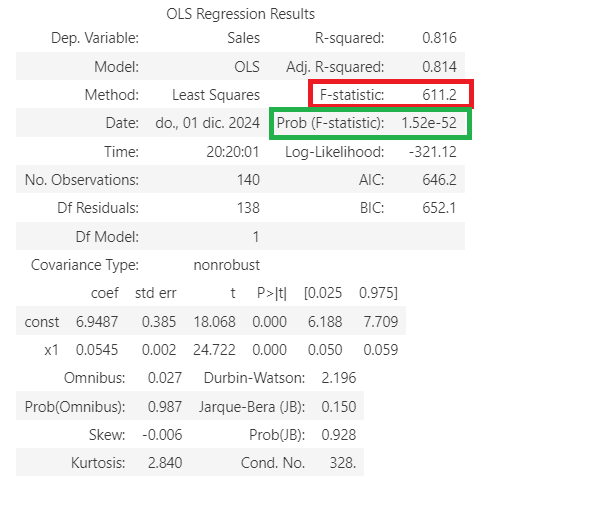 OLS Regression Results
Dep. Variable: Sales R-squared: 0.816
Model: OLS Adj. R-squared: 0.814
Method: Least Squares F-statistic: 611.2
Date: do., 01 dic. 2024 Prob (F-statistic): 1.52e-52
Time: 20:20:01 Log-Likelihood: -321.12
No. Observations: 140 AIC: 646.2
Df Residuals: 138 BIC: 652.1
Df Model: 1
Covariance Type: nonrobust
coef std err t P>|t| [0.025 0.975]
const 6.9487 0.385 18.068 0.000 6.188 7.709
x1 0.0545 0.002 24.722 0.000 0.050 0.059
Omnibus: 0.027 Durbin-Watson: 2.196
Prob(Omnibus): 0.987 Jarque-Bera (JB): 0.150
Skew: -0.006 Prob(JB): 0.928
Kurtosis: 2.840 Cond. No. 328.